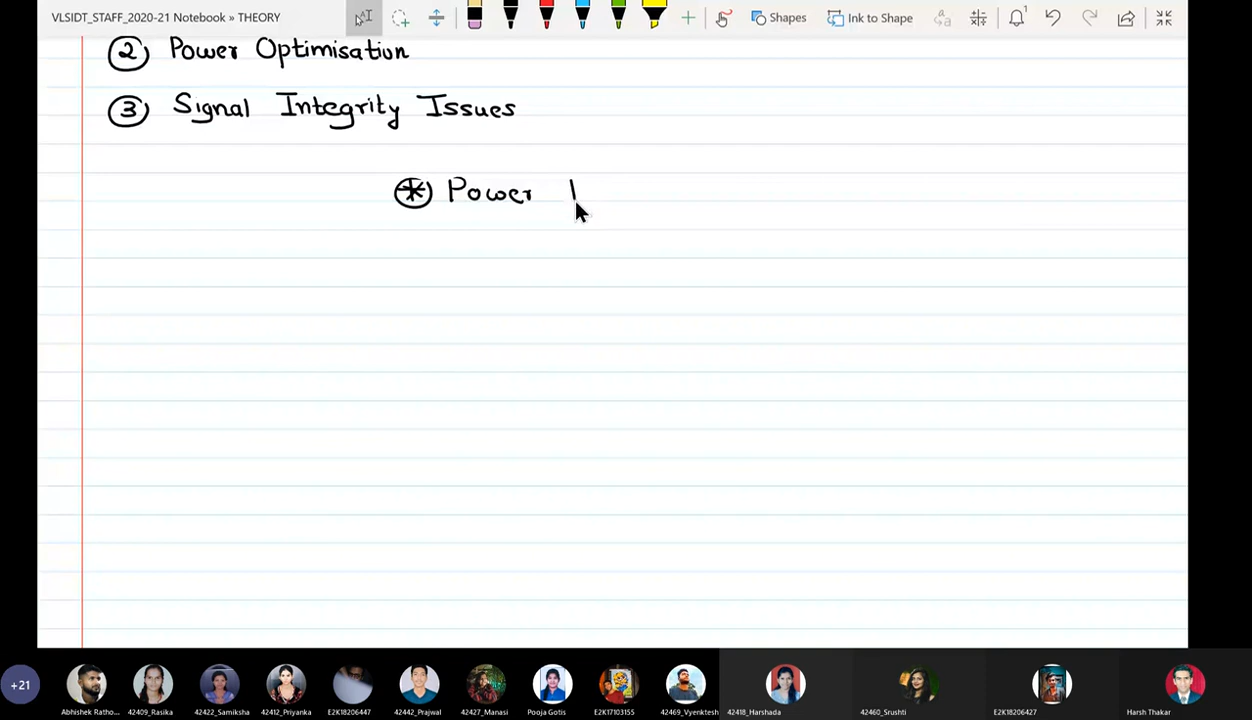 VLSIDT_STAFF_2020-21 Notebook » THEORY
Shapes
Ink to Shape
② Power Optimisation
③ Signal Integrity Issues
Power
+21
Abhishek Ratho...
42409_Rasika
42422_Samiksha
42412_Priyanka
E2K18206447
42442_Prajwal
42427_Manasi
Pooja Gotis
E2K17103155
42469_Vyenktesh
42418_Harshada
42460_Srushti
E2K18206427
Harsh Thakar